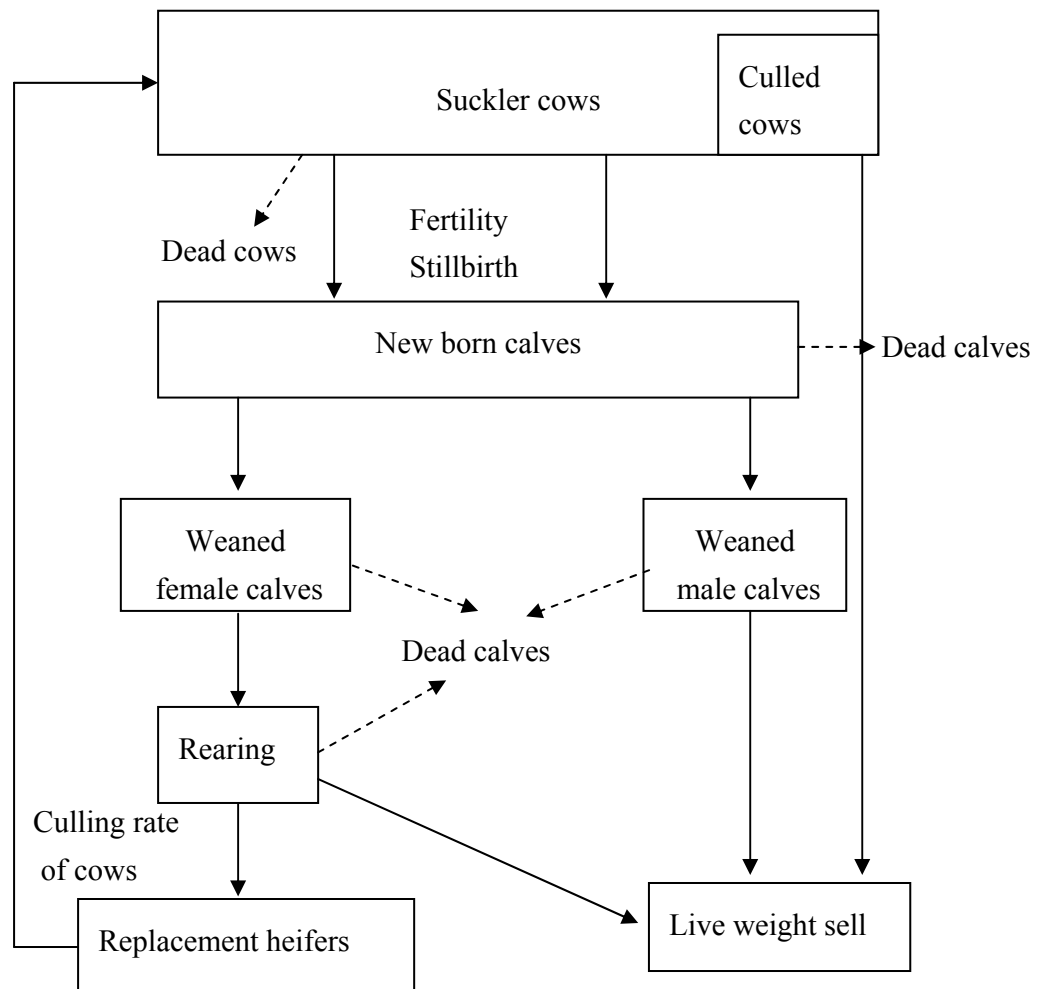 Suckler cows
Culled
cows
Dead cows
Fertility
Stillbirth
New born calves
Dead calves
Weaned
female calves
Weaned
male calves
Dead calves
Rearing
Culling rate
of cows
Replacement heifers
Live weight sell